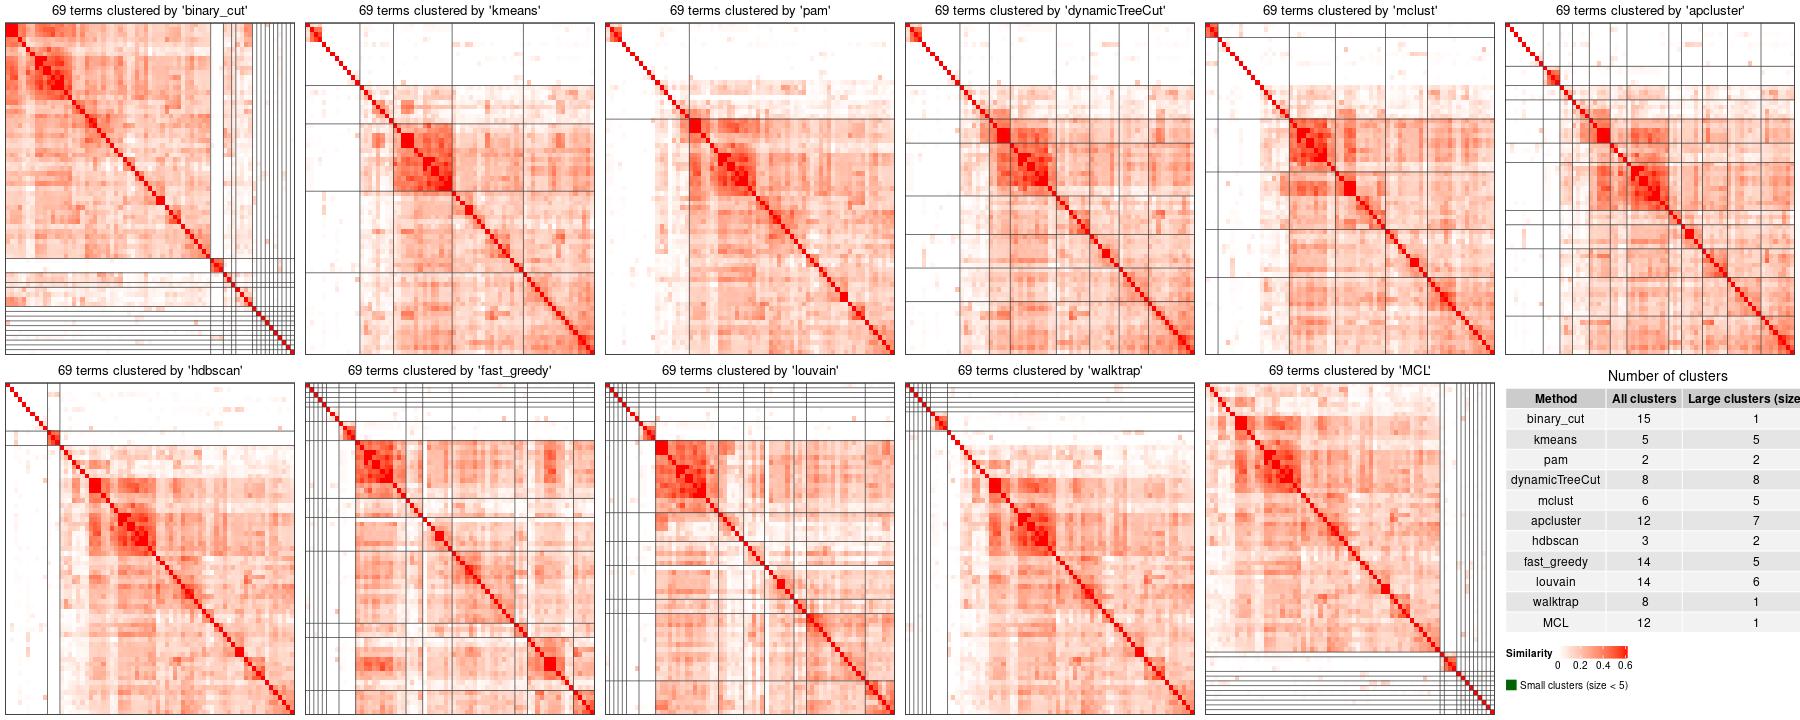 69 terms clustered by 'binary_cut'
69 terms clustered by 'kmeans'
69 terms clustered by 'pam'
69 terms clustered by 'dynamicTreeCut'
69 terms clustered by 'mclust'
69 terms clustered by 'apcluster'
69 terms clustered by 'hdbscan'
69 terms clustered by 'fast_greedy'
69 terms clustered by 'louvain'
69 terms clustered by 'walktrap'
69 terms clustered by 'MCL'
Number of clusters
Method All clusters Large clusters (size
binary_cut 15 1
kmeans 5 5
pam 2 2
dynamicTreeCut 8 8
mclust 6 5
apcluster 12 7
hdbscan 3 2
fast_greedy 14 5
louvain 14 6
walktrap 8 1
MCL 12 1
Similarity
0 0.2 0.4 0.6
Small clusters (size < 5)